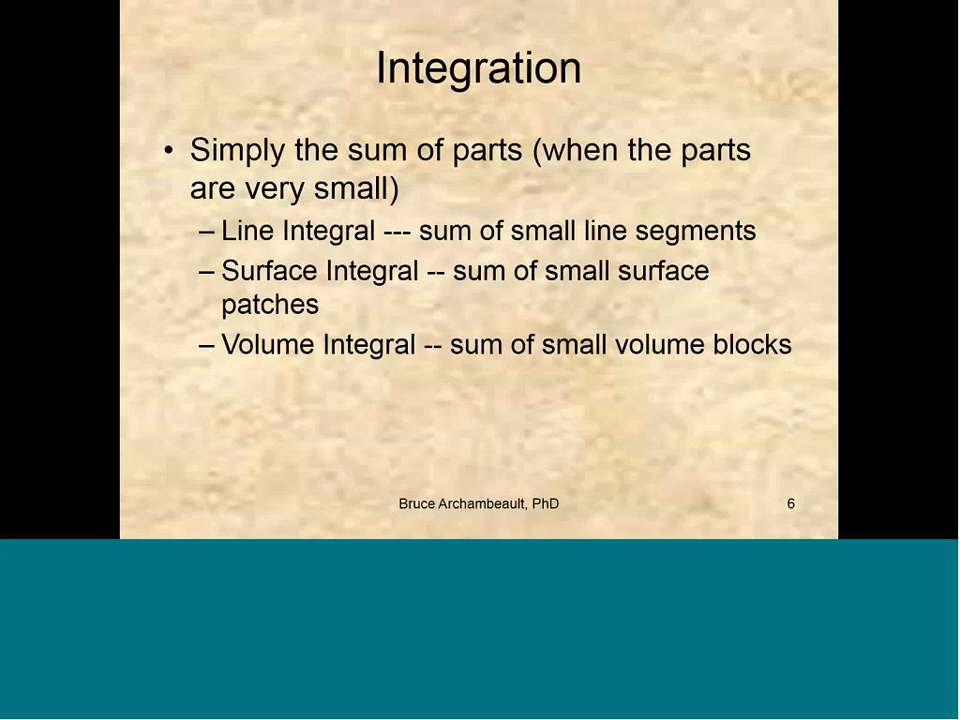 Integration
• Simply the sum of parts (when the parts
are very small)
– Line Integral --- sum of small line segments
– Surface Integral -- sum of small surface
patches
– Volume Integral -- sum of small volume blocks
Bruce Archambeault, PhD
6